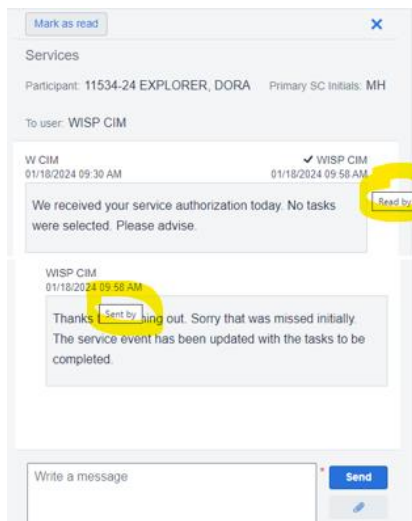 Mark as read
Services
Participant: 11534-24 EXPLORER, DORA Primary SC Initials: MH
To user: WISP CIM
W CIM ✔ WISP CIM
01/18/2024 09:30 AM 01/18/2024 09:58 AM
Read by
We received your service authorization today. No tasks
were selected. Please advise.
WISP CIM
01/18/2024 09:58 AM
Sent by
Thanks hing out. Sorry that was missed initially.
The service event has been updated with the tasks to be
completed.
Write a message
* Send